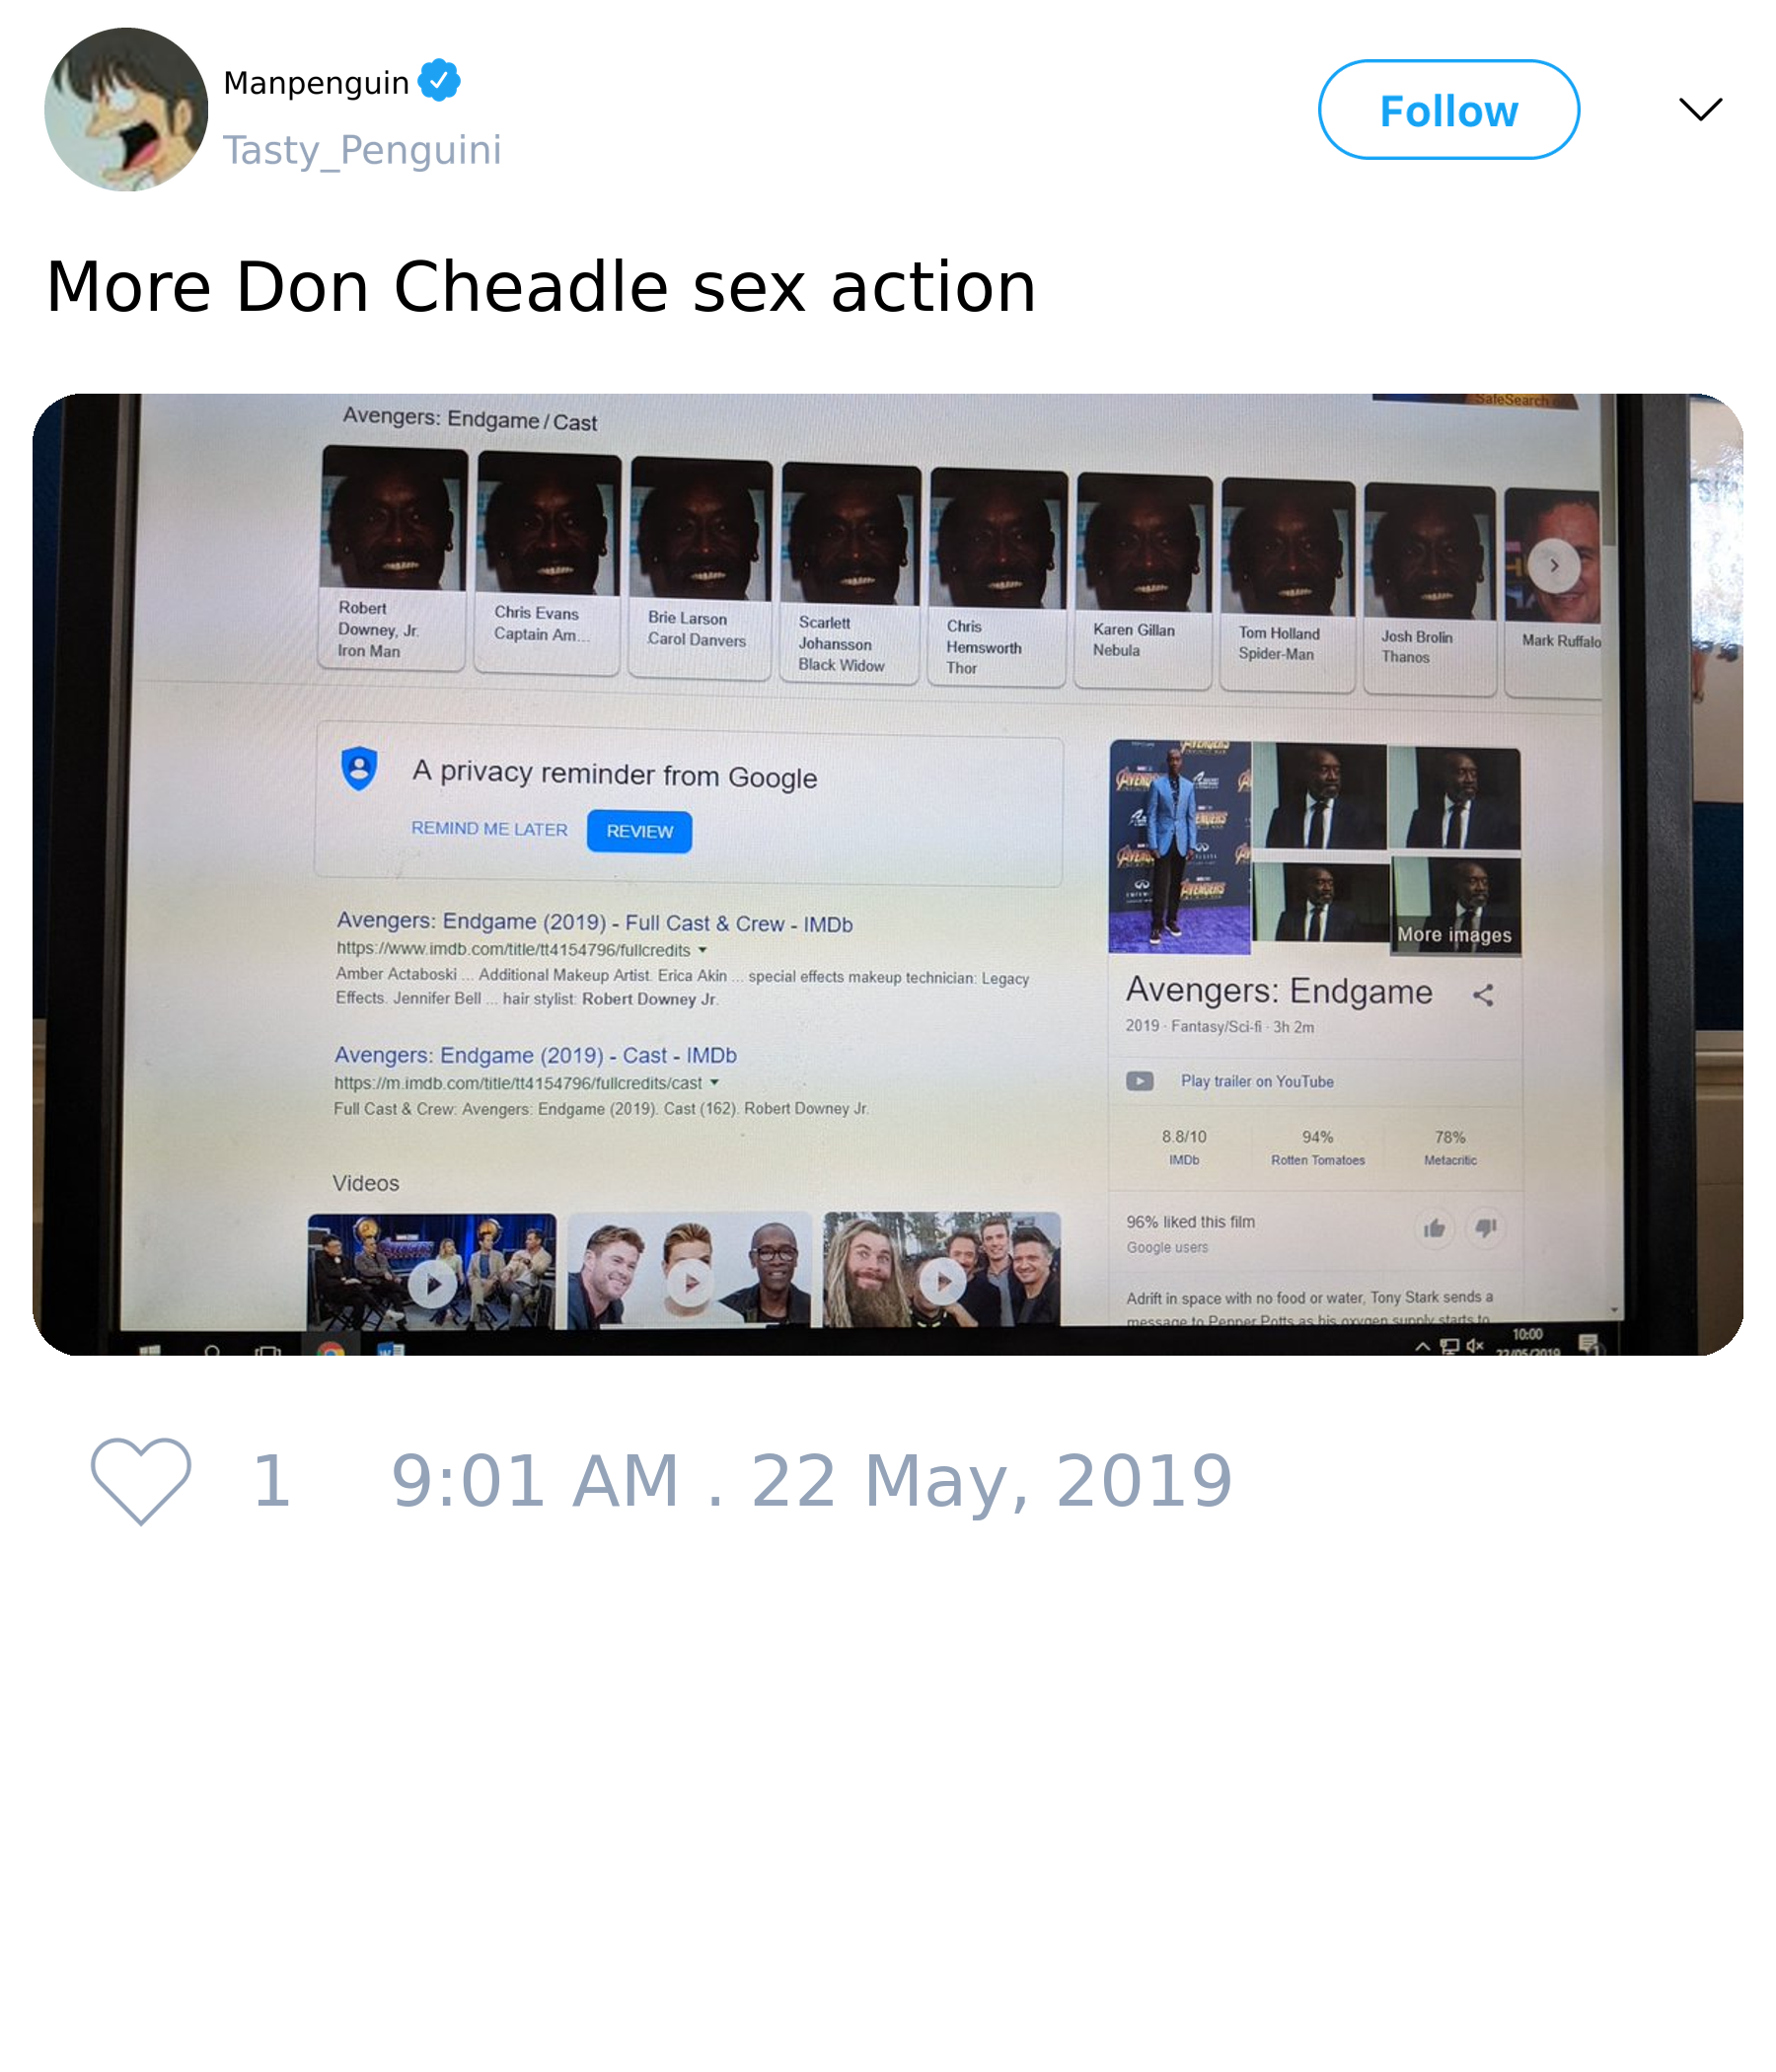 Manpenguin
Tasty_Penguini
Follow
More Don Cheadle sex action
SafeSearch
Avengers: Endgame / Cast
Robert
Downey, Jr.
Iron Man
Chris Evans
Captain Am...
Brie Larson
Carol Danvers
Scarlett
Johansson
Black Widow
Chris
Hemsworth
Thor
Karen Gillan
Nebula
Tom Holland
Spider-Man
Josh Brolin
Thanos
Mark Ruffalo
A privacy reminder from Google
REMIND ME LATER
REVIEW
Avengers: Endgame (2019) - Full Cast & Crew - IMDb
https://www.imdb.com/title/tt4154796/fullcredits
Amber Actaboski ... Additional Makeup Artist. Erica Akin ... special effects makeup technician: Legacy
Effects. Jennifer Bell ... hair stylist: Robert Downey Jr.
Avengers: Endgame (2019) - Cast - IMDb
https://m.imdb.com/title/tt4154796/fullcredits/cast
Full Cast & Crew: Avengers: Endgame (2019). Cast (162). Robert Downey Jr.
Videos
AVENGERS
More images
Avengers: Endgame
2019 · Fantasy/Sci-fi · 3h 2m
Play trailer on YouTube
8.8/10
IMDb
94%
Rotten Tomatoes
78%
Metacritic
96% liked this film
Google users
Adrift in space with no food or water, Tony Stark sends a
message to Pepper Potts as his oxygen supply starts to
10:00
22/05/2019
1
9:01 AM . 22 May, 2019